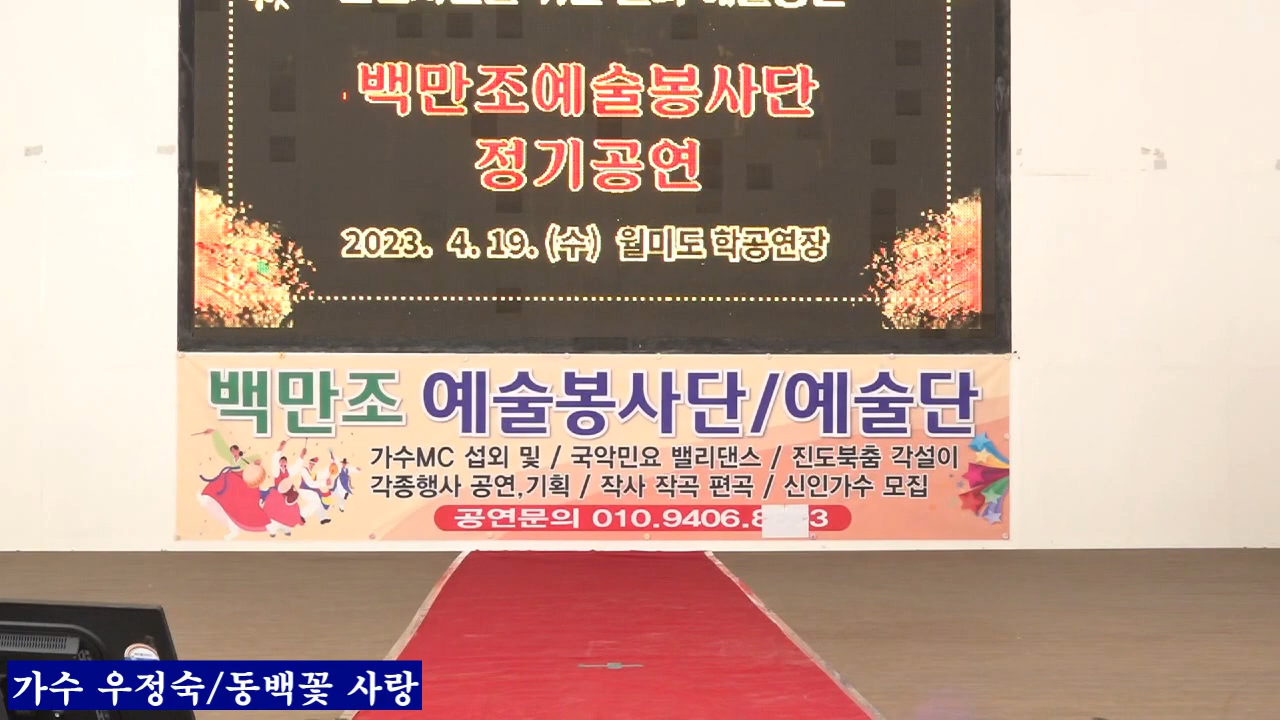 백만조예술봉사단
정기공연
2023. 4. 19. (수) 월미도 학공연장
백만조 예술봉사단/예술단
가수MC 섭외 및 / 국악민요 밸리댄스 / 진도북춤 각설이
각종행사 공연,기획 / 작사 작곡 편곡 / 신인가수 모집
공연문의 010.9406.8 3
가수 우정숙/동백꽃 사랑